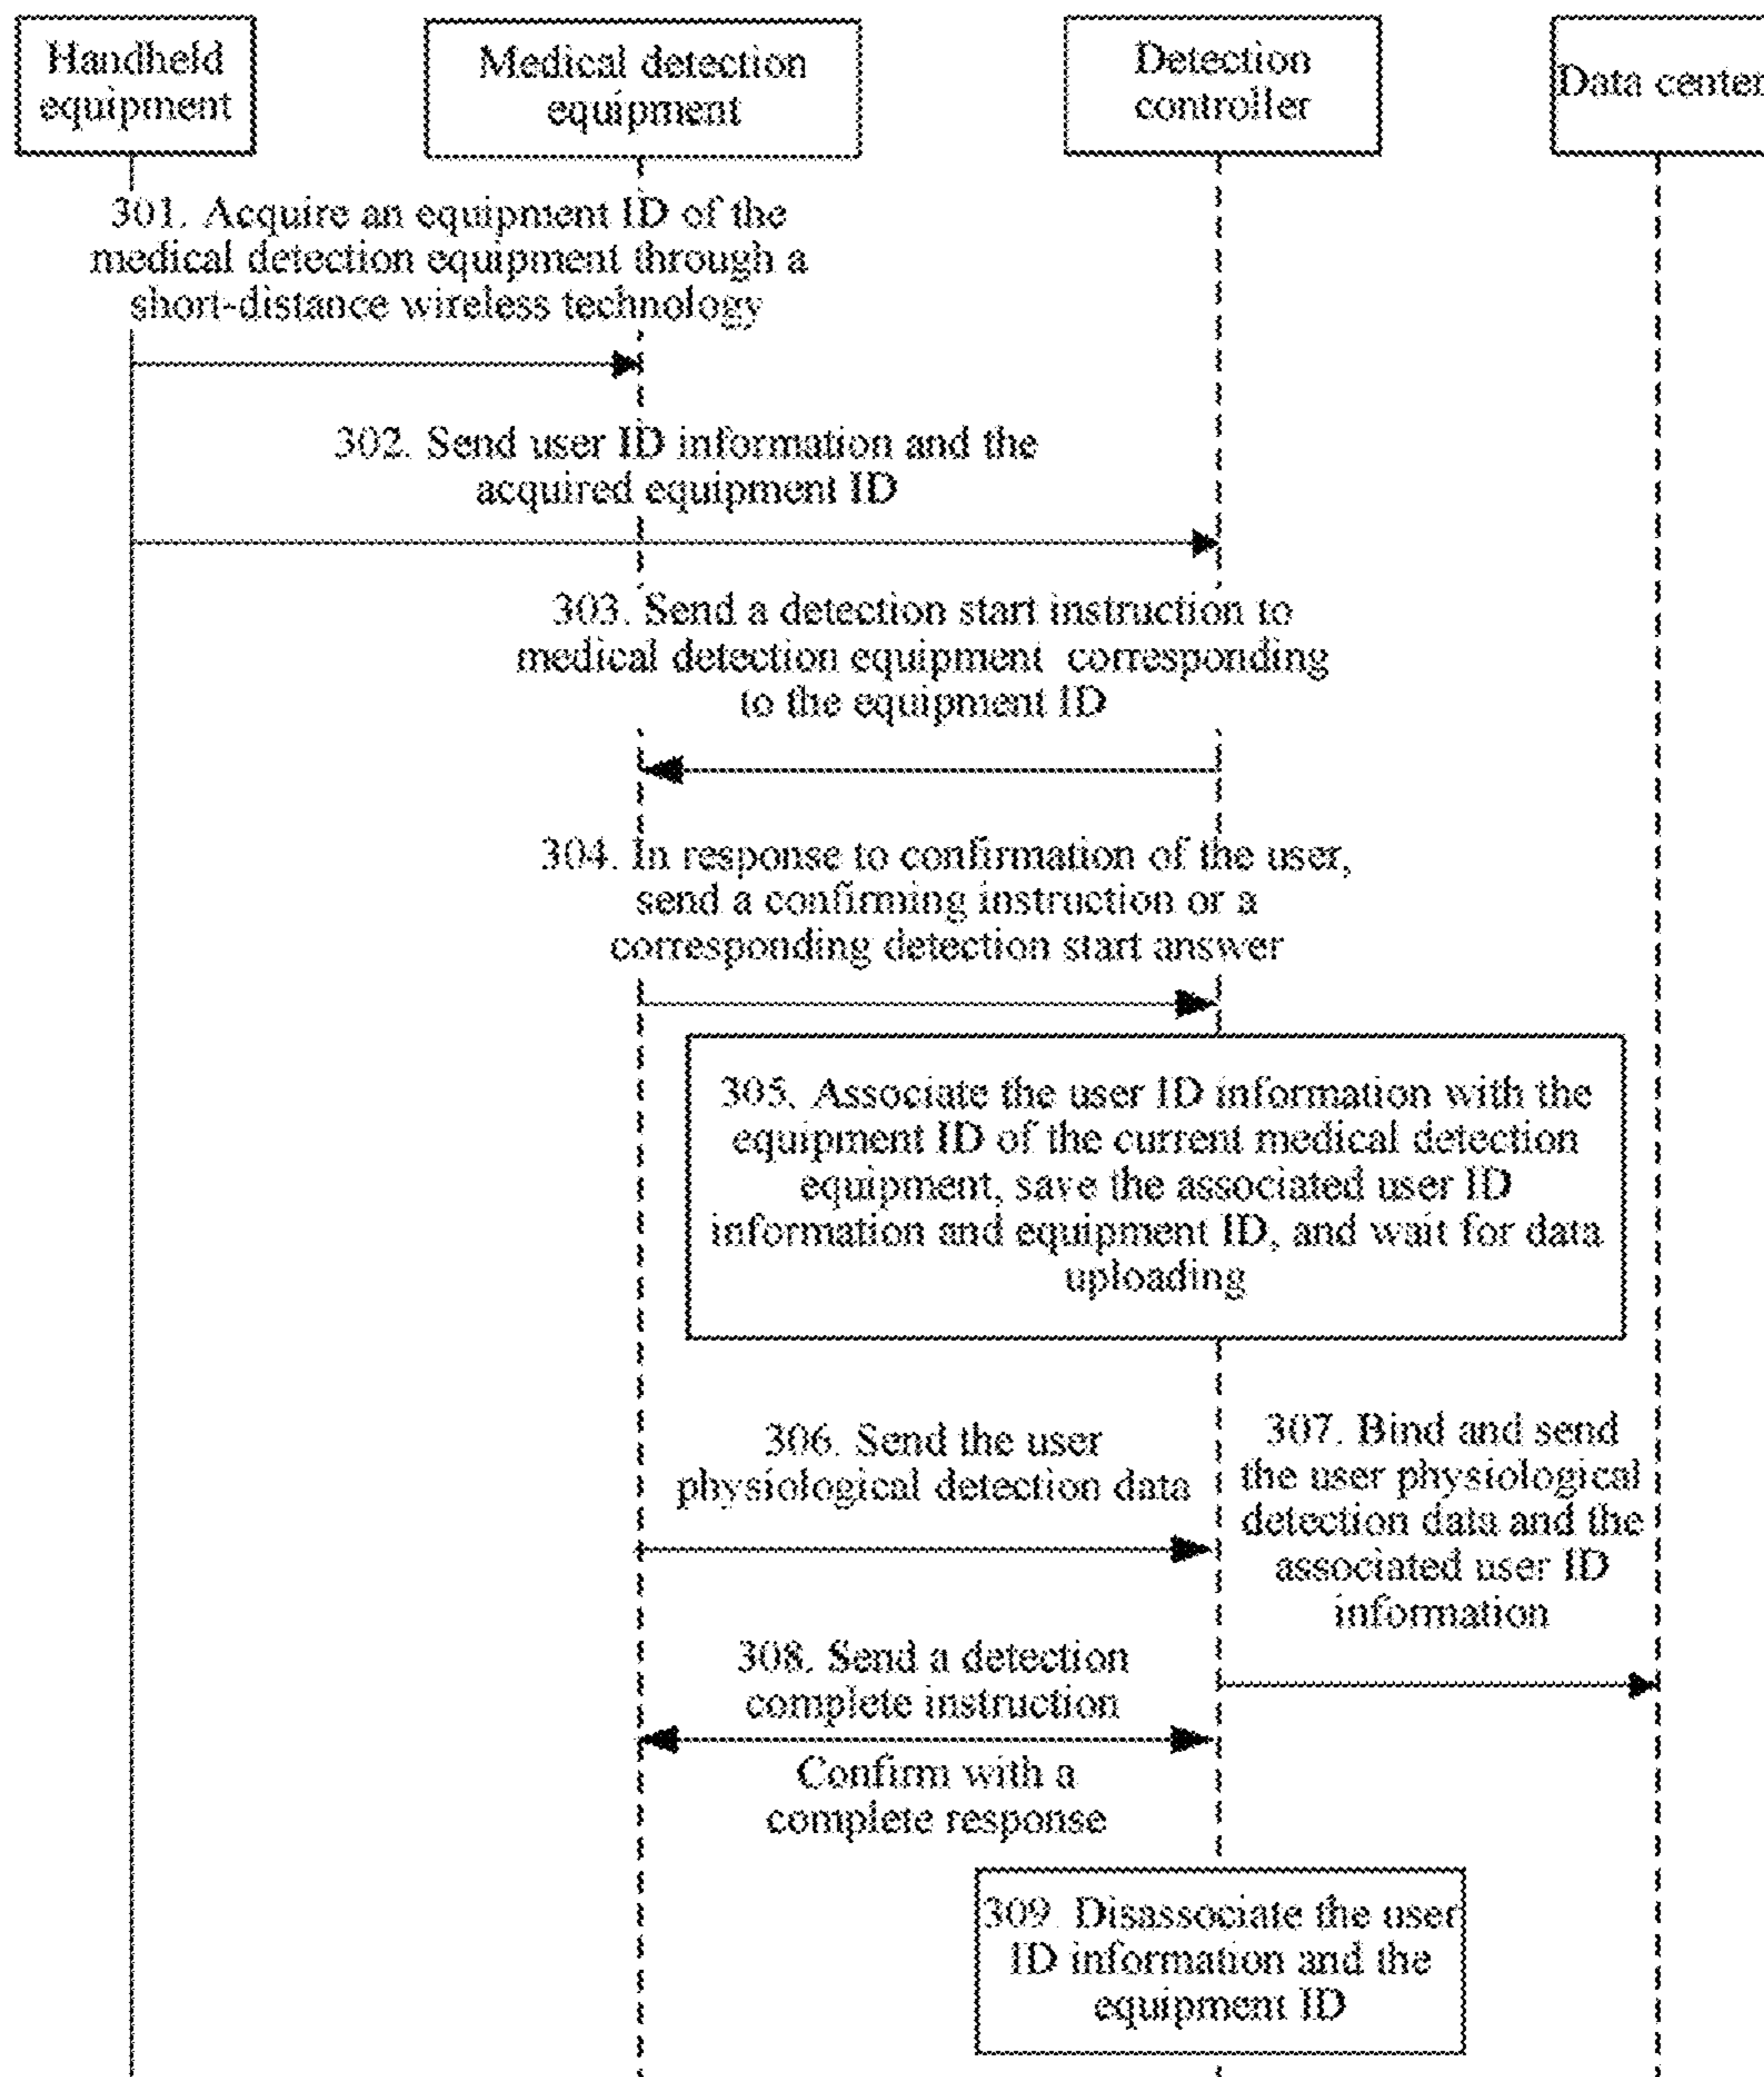 Handheld
equipment
Medical detection
equipment
Detection
controller
Data center
301. Acquire an equipment ID of the
medical detection equipment through a
short-distance wireless technology
302. Send user ID information and the
acquired equipment ID
303. Send a detection start instruction to
medical detection equipment corresponding
to the equipment ID
304. In response to confirmation of the user,
send a confirming instruction or a
corresponding detection start answer
305. Associate the user ID information with the
equipment ID of the current medical detection
equipment, save the associated user ID
information and equipment ID, and wait for data
uploading
306. Send the user
physiological detection data
307. Bind and send
the user physiological
detection data and the
associated user ID
information
308. Send a detection
complete instruction
Confirm with a
complete response
309. Disassociate the user
ID information and the
equipment ID